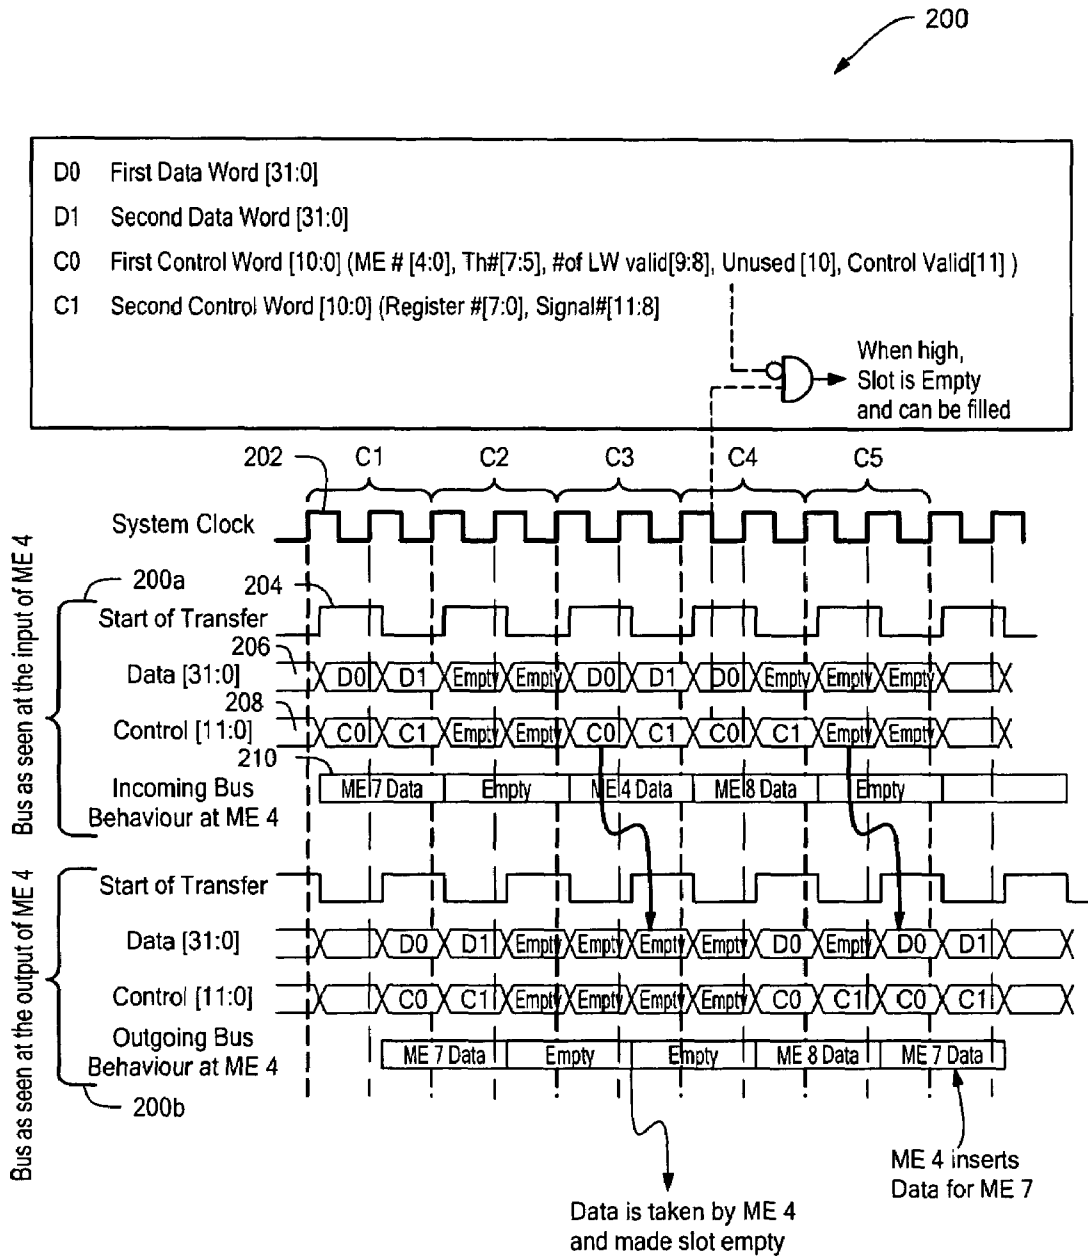 200
D0 First Data Word [31:0]
D1 Second Data Word [31:0]
C0 First Control Word [10:0] (ME # [4:0], Th#[7:5], #of LW valid[9:8], Unused [10], Control Valid[11] )
C1 Second Control Word [10:0] (Register #[7:0], Signal#[11:8]
When high,
Slot is Empty
and can be filled
202 C1 C2 C3 C4 C5
System Clock
Bus as seen at the input of ME 4
200a 204
Start of Transfer
206
Data [31:0] D0 D1 Empty Empty D0 D1 D0 Empty Empty Empty
208
Control [11:0] C0 C1 Empty Empty C0 C1 C0 C1 Empty Empty
210
Incoming Bus
Behaviour at ME 4
ME 7 Data Empty ME 4 Data ME 8 Data Empty
Bus as seen at the output of ME 4
Start of Transfer
Data [31:0] D0 D1 Empty Empty Empty Empty D0 Empty D0 D1
Control [11:0] C0 C1 Empty Empty Empty Empty C0 C1 C0 C1
Outgoing Bus
Behaviour at ME 4
ME 7 Data Empty Empty ME 8 Data ME 7 Data
200b
ME 4 inserts
Data for ME 7
Data is taken by ME 4
and made slot empty